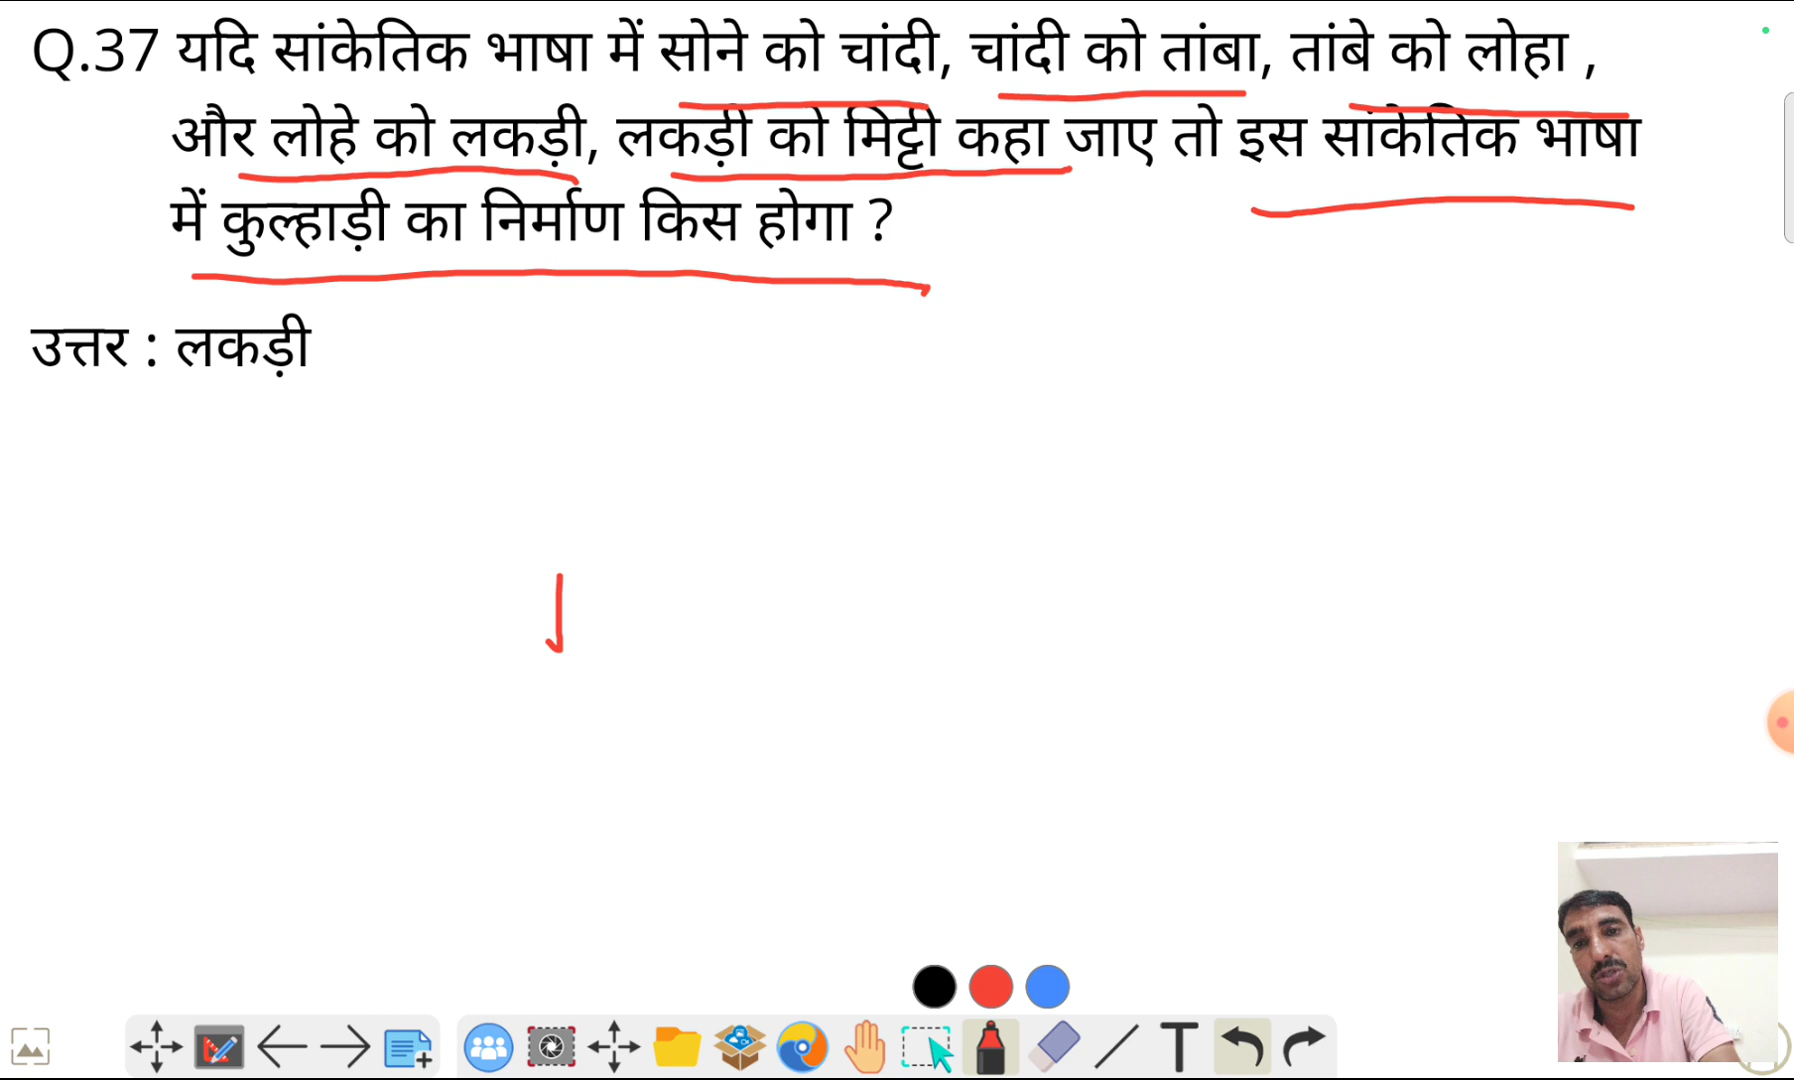 Q.37 यदि सांकेतिक भाषा में सोने को चांदी, चांदी को तांबा, तांबे को लोहा ,
और लोहे को लकड़ी, लकड़ी को मिट्टी कहा जाए तो इस सांकेतिक भाषा
में कुल्हाड़ी का निर्माण किस होगा ?
उत्तर : लकड़ी